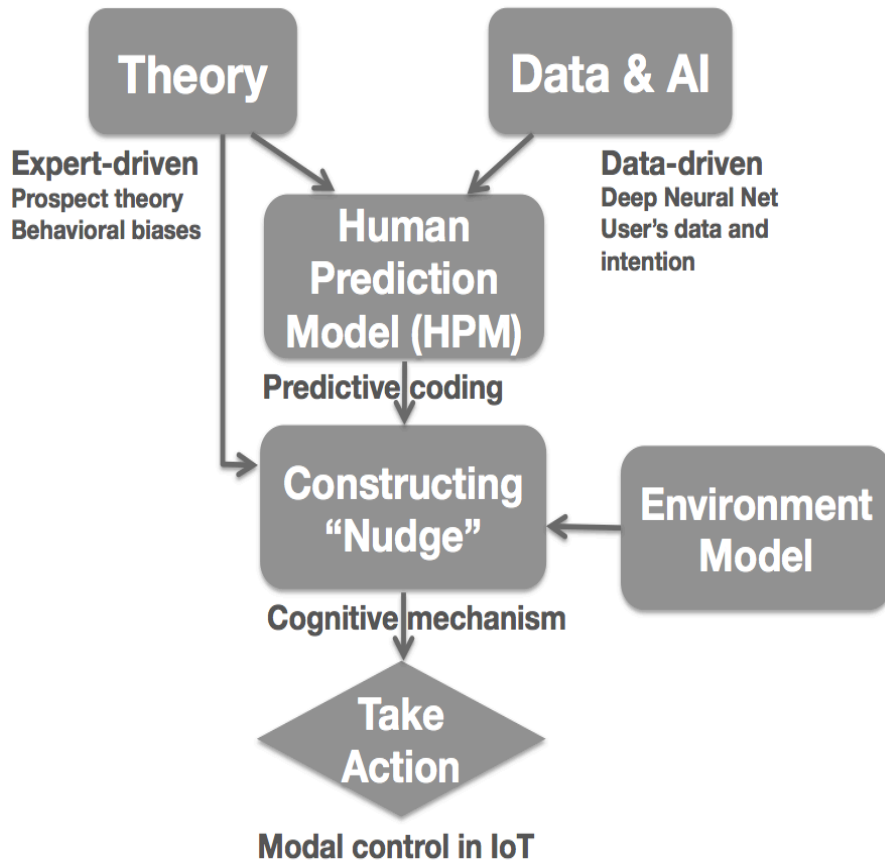 Theory
Data & AI
Expert-driven
Prospect theory
Behavioral biases
Data-driven
Deep Neural Net
User’s data and
intention
Human
Prediction
Model (HPM)
Predictive coding
Constructing
“Nudge”
Environment
Model
Cognitive mechanism
Take
Action
Modal control in IoT